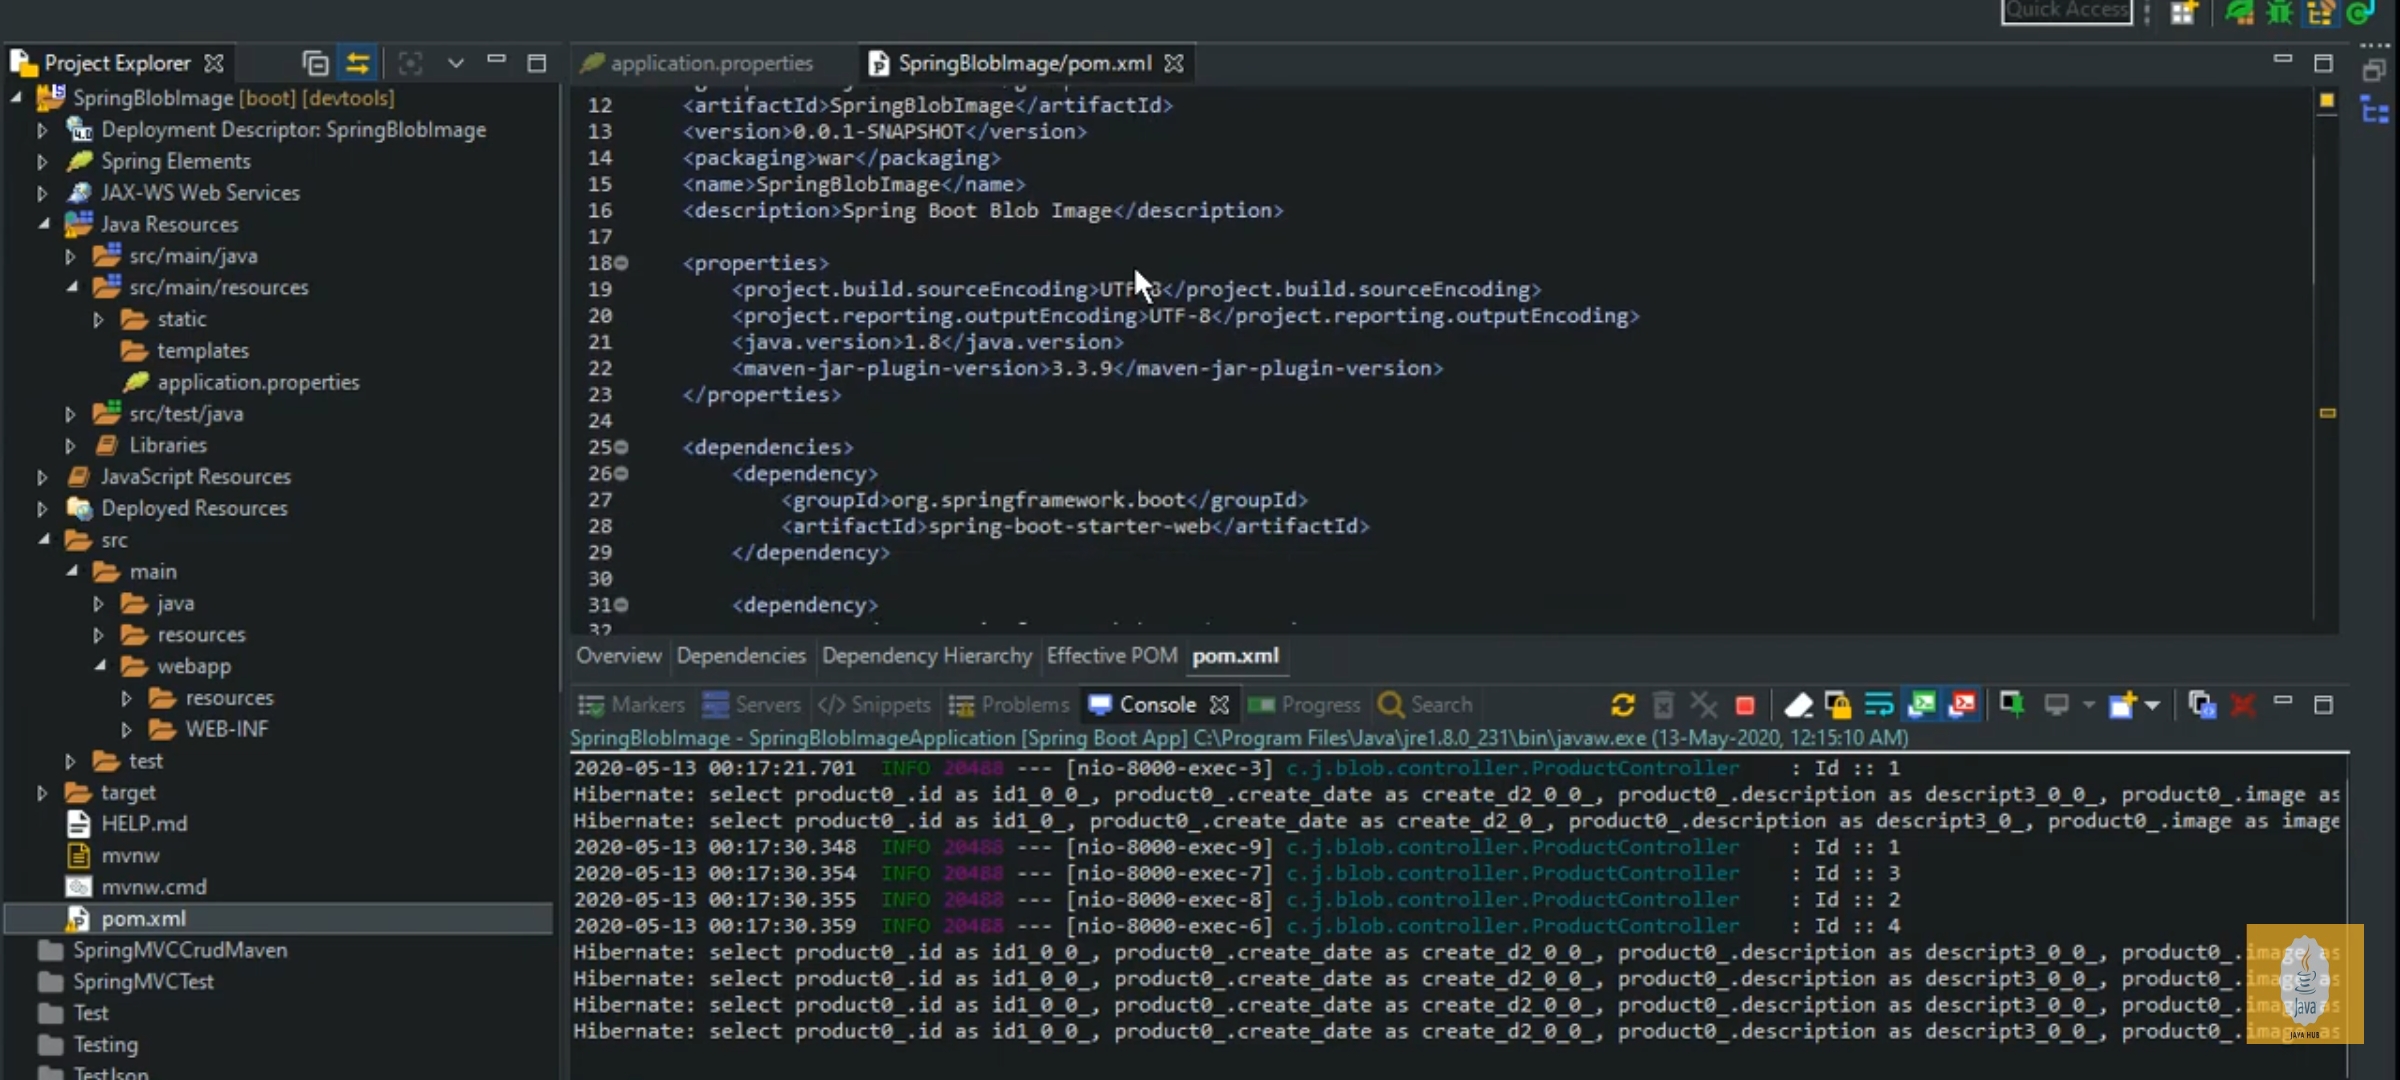 Quick Access
Project Explorer
SpringBlobImage [boot] [devtools]
Deployment Descriptor: SpringBlobImage
Spring Elements
JAX-WS Web Services
Java Resources
src/main/java
src/main/resources
static
templates
application.properties
src/test/java
Libraries
JavaScript Resources
Deployed Resources
src
main
java
resources
webapp
resources
WEB-INF
test
target
HELP.md
mvnw
mvnw.cmd
pom.xml
SpringMVCCrudMaven
SpringMVCTest
Test
Testing
TestJson
application.properties
SpringBlobImage/pom.xml
12 <artifactId>SpringBlobImage</artifactId>
13 <version>0.0.1-SNAPSHOT</version>
14 <packaging>war</packaging>
15 <name>SpringBlobImage</name>
16 <description>Spring Boot Blob Image</description>
17
18 <properties>
19 <project.build.sourceEncoding>UTF-8</project.build.sourceEncoding>
20 <project.reporting.outputEncoding>UTF-8</project.reporting.outputEncoding>
21 <java.version>1.8</java.version>
22 <maven-jar-plugin-version>3.3.9</maven-jar-plugin-version>
23 </properties>
24
25 <dependencies>
26 <dependency>
27 <groupId>org.springframework.boot</groupId>
28 <artifactId>spring-boot-starter-web</artifactId>
29 </dependency>
30
31 <dependency>
32
Overview Dependencies Dependency Hierarchy Effective POM pom.xml
Markers Servers Snippets Problems Console Progress Search
SpringBlobImage - SpringBlobImageApplication [Spring Boot App] C:\Program Files\Java\jre1.8.0_231\bin\javaw.exe (13-May-2020, 12:15:10 AM)
2020-05-13 00:17:21.701 INFO 20488 --- [nio-8000-exec-3] c.j.blob.controller.ProductController : Id :: 1
Hibernate: select product0_.id as id1_0_0_, product0_.create_date as create_d2_0_0_, product0_.description as descript3_0_0_, product0_.image as
Hibernate: select product0_.id as id1_0_, product0_.create_date as create_d2_0_, product0_.description as descript3_0_, product0_.image as image
2020-05-13 00:17:30.348 INFO 20488 --- [nio-8000-exec-9] c.j.blob.controller.ProductController : Id :: 1
2020-05-13 00:17:30.354 INFO 20488 --- [nio-8000-exec-7] c.j.blob.controller.ProductController : Id :: 3
2020-05-13 00:17:30.355 INFO 20488 --- [nio-8000-exec-8] c.j.blob.controller.ProductController : Id :: 2
2020-05-13 00:17:30.359 INFO 20488 --- [nio-8000-exec-6] c.j.blob.controller.ProductController : Id :: 4
Hibernate: select product0_.id as id1_0_0_, product0_.create_date as create_d2_0_0_, product0_.description as descript3_0_0_, product0_.image as
Hibernate: select product0_.id as id1_0_0_, product0_.create_date as create_d2_0_0_, product0_.description as descript3_0_0_, product0_.image as
Hibernate: select product0_.id as id1_0_0_, product0_.create_date as create_d2_0_0_, product0_.description as descript3_0_0_, product0_.image as
Hibernate: select product0_.id as id1_0_0_, product0_.create_date as create_d2_0_0_, product0_.description as descript3_0_0_, product0_.image as
Java
JAVA HUB